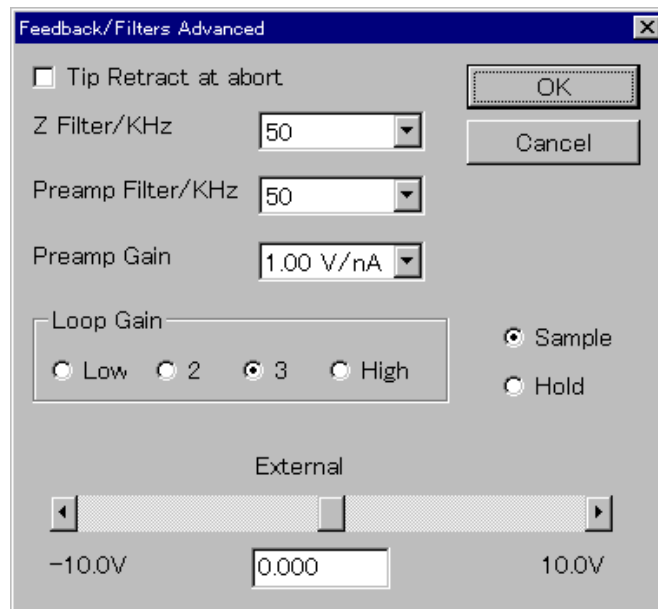 Feedback/Filters Advanced
Tip Retract at abort
OK
Z Filter/KHz
50
Cancel
Preamp Filter/KHz
50
Preamp Gain
1.00 V/nA
Loop Gain
Low
2
3
High
Sample
Hold
External
-10.0V
0.000
10.0V